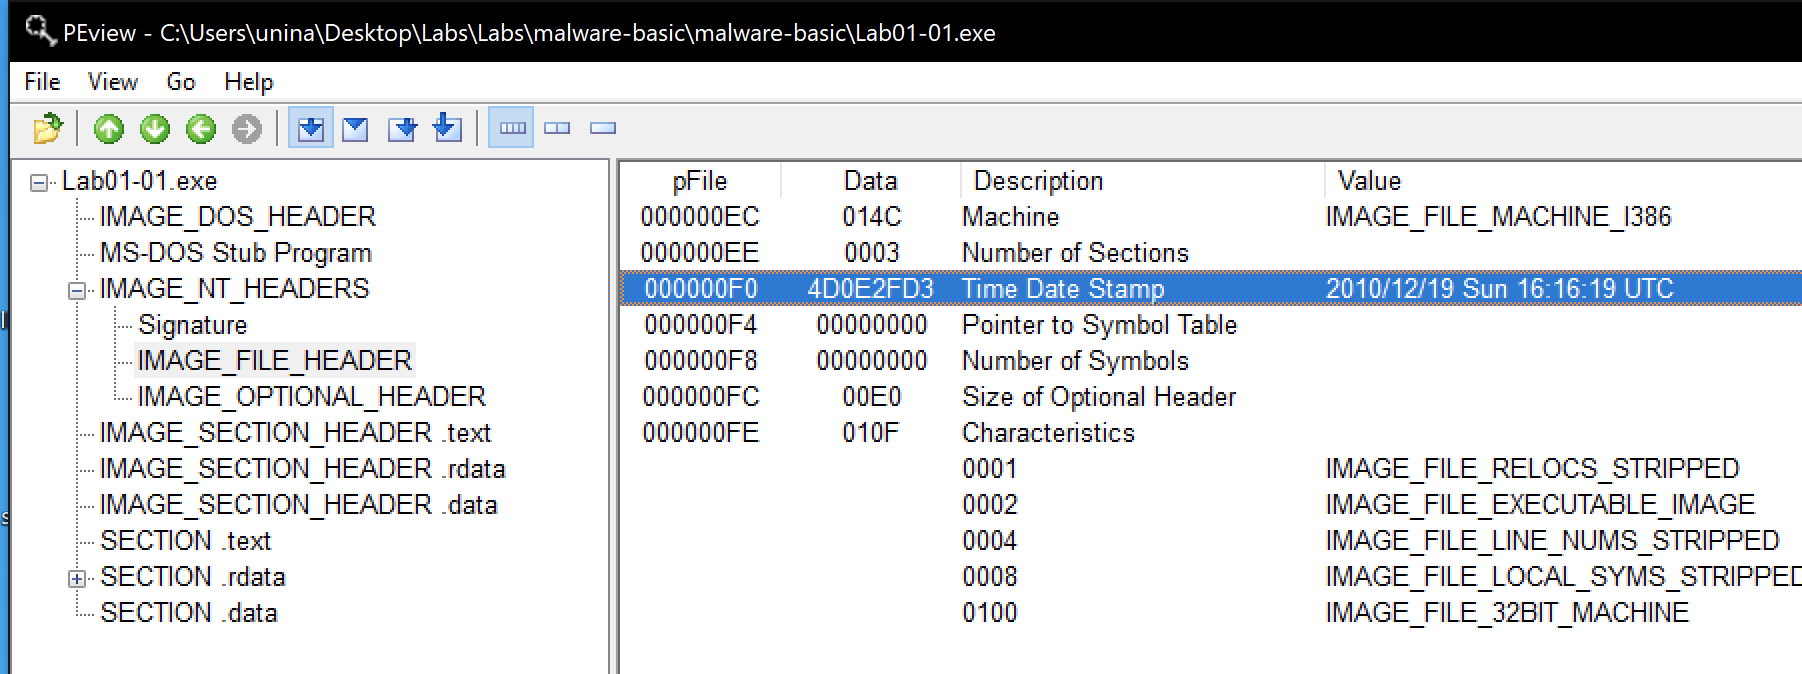 PEview - C:\Users\unina\Desktop\Labs\Labs\malware-basic\malware-basic\Lab01-01.exe
File View Go Help
Lab01-01.exe
IMAGE_DOS_HEADER
MS-DOS Stub Program
IMAGE_NT_HEADERS
Signature
IMAGE_FILE_HEADER
IMAGE_OPTIONAL_HEADER
IMAGE_SECTION_HEADER .text
IMAGE_SECTION_HEADER .rdata
IMAGE_SECTION_HEADER .data
SECTION .text
SECTION .rdata
SECTION .data
pFile Data Description Value
000000EC 014C Machine IMAGE_FILE_MACHINE_I386
000000EE 0003 Number of Sections
000000F0 4D0E2FD3 Time Date Stamp 2010/12/19 Sun 16:16:19 UTC
000000F4 00000000 Pointer to Symbol Table
000000F8 00000000 Number of Symbols
000000FC 00E0 Size of Optional Header
000000FE 010F Characteristics
0001 IMAGE_FILE_RELOCS_STRIPPED
0002 IMAGE_FILE_EXECUTABLE_IMAGE
0004 IMAGE_FILE_LINE_NUMS_STRIPPED
0008 IMAGE_FILE_LOCAL_SYMS_STRIPPED
0100 IMAGE_FILE_32BIT_MACHINE